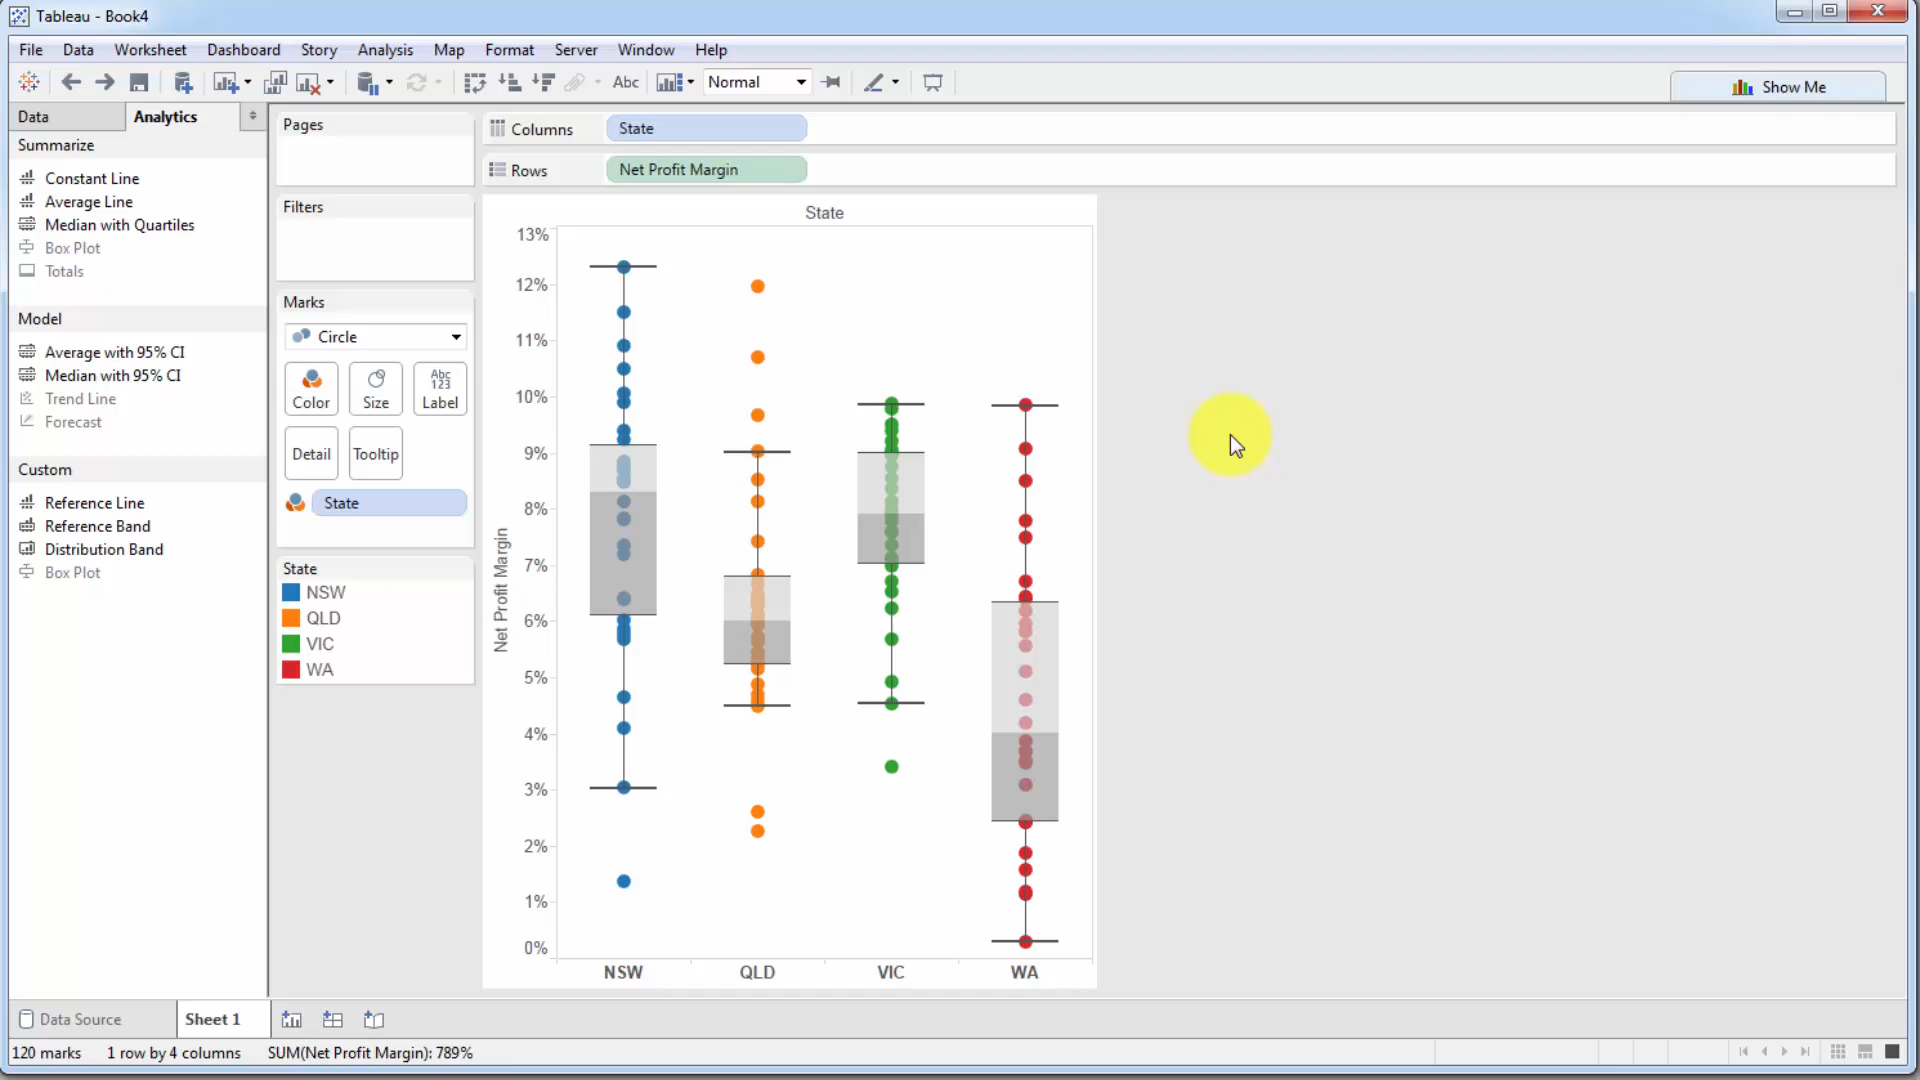 Tableau - Book4
File Data Worksheet Dashboard Story Analysis Map Format Server Window Help
Abc Normal Show Me
Data Analytics
Summarize
Constant Line
Average Line
Median with Quartiles
Box Plot
Totals
Model
Average with 95% CI
Median with 95% CI
Trend Line
Forecast
Custom
Reference Line
Reference Band
Distribution Band
Box Plot
Pages
Filters
Marks
Circle
Color Size Abc 123 Label
Detail Tooltip
State
State
NSW
QLD
VIC
WA
Columns State
Rows Net Profit Margin
State
Net Profit Margin
13%
12%
11%
10%
9%
8%
7%
6%
5%
4%
3%
2%
1%
0%
NSW QLD VIC WA
Data Source Sheet 1
120 marks 1 row by 4 columns SUM(Net Profit Margin): 789%